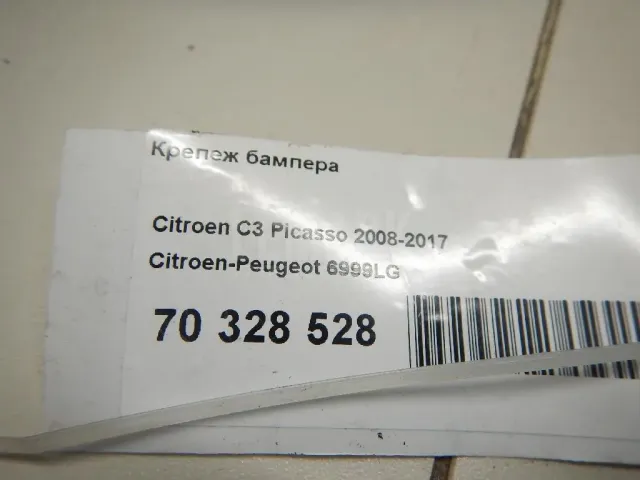 Крепеж бампера
Citroen C3 Picasso 2008-2017
Citroen-Peugeot 6999LG
70 328 528